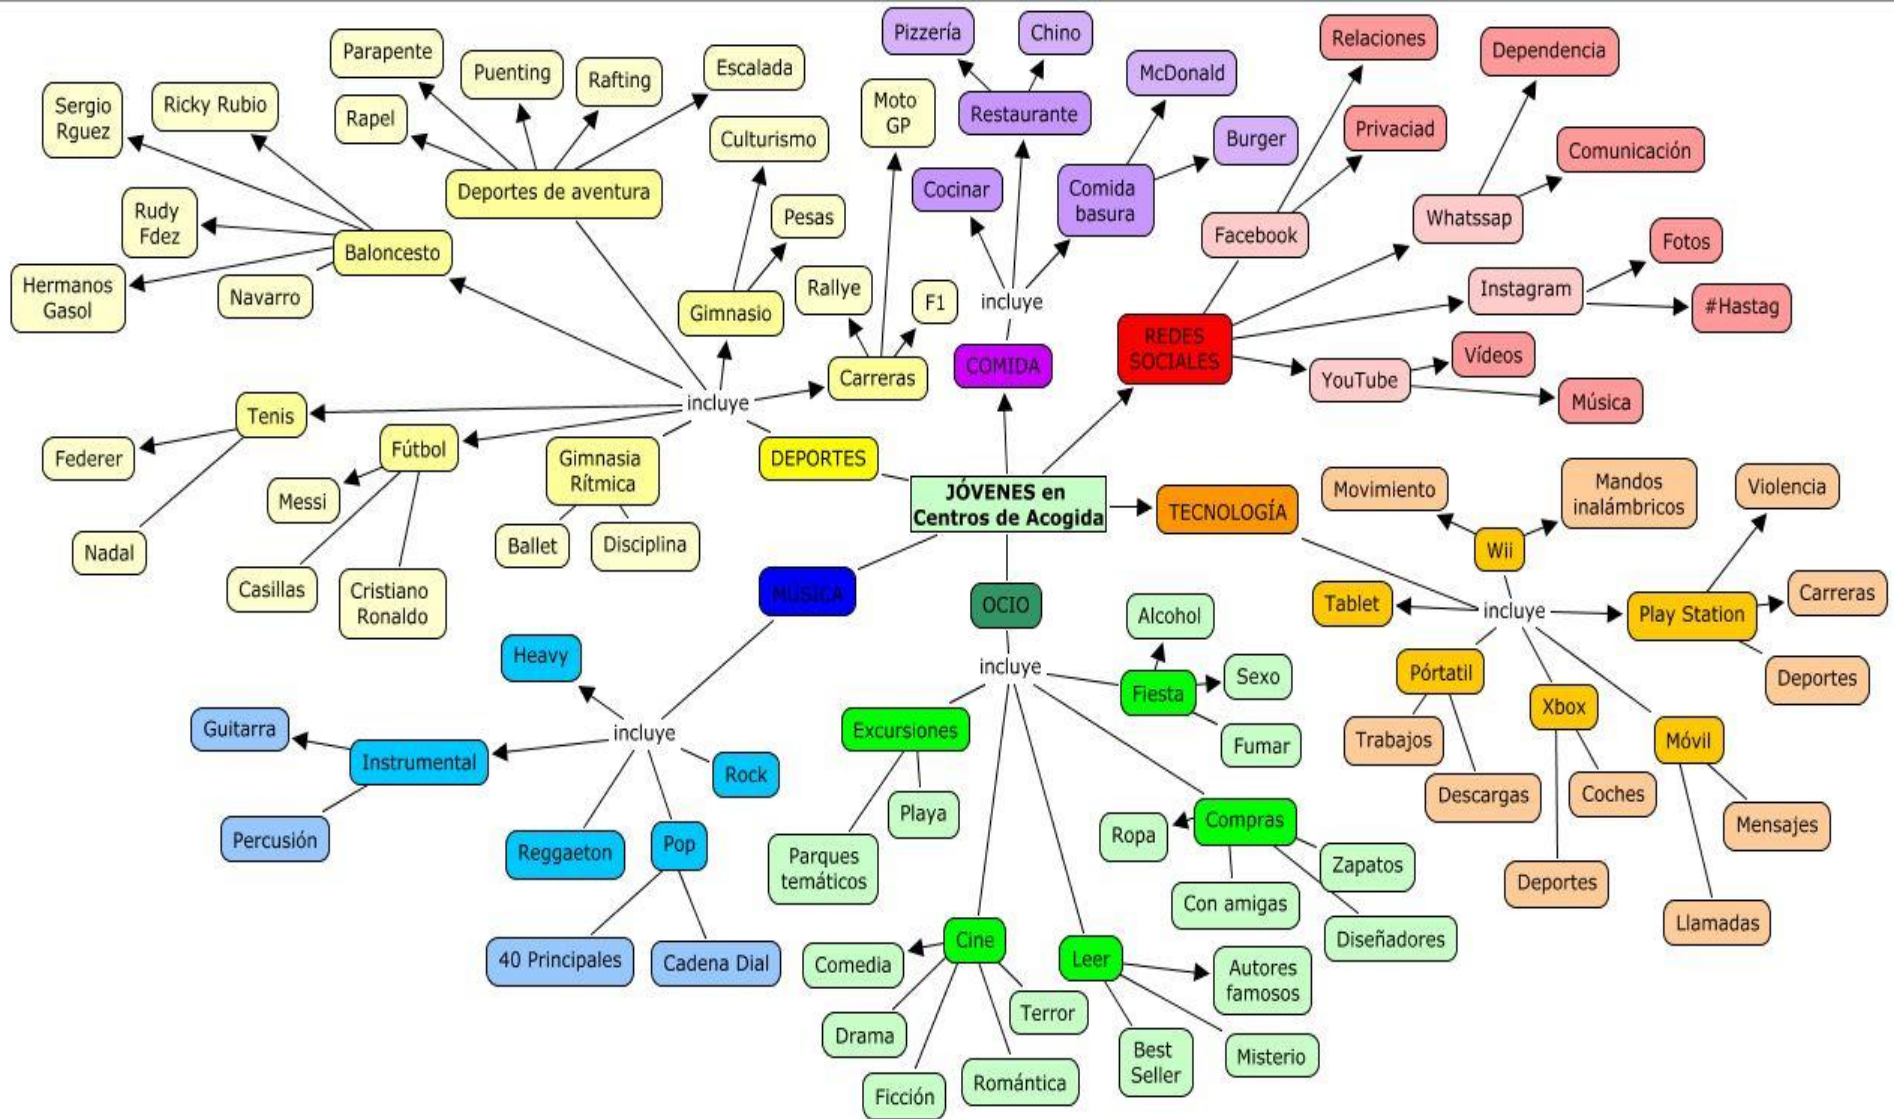 Pizzería
Chino
Relaciones
Dependencia
Parapente
Puenting
Rafting
Escalada
McDonald
Sergio
Rguez
Ricky Rubio
Rapel
Moto
GP
Restaurante
Privaciad
Culturismo
Burger
Comunicación
Deportes de aventura
Cocinar
Comida
basura
Whatssap
Rudy
Fdez
Pesas
Facebook
Fotos
Baloncesto
Hermanos
Gasol
Navarro
Rallye
F1
incluye
Instagram
#Hastag
Gimnasio
REDES
SOCIALES
Vídeos
COMIDA
Carreras
YouTube
Música
incluye
Tenis
Federer
Fútbol
Gimnasia
Rítmica
DEPORTES
Messi
JÓVENES en
Centros de Acogida
TECNOLOGÍA
Movimiento
Mandos
inalámbricos
Violencia
Nadal
Ballet
Disciplina
Wii
Casillas
Cristiano
Ronaldo
MÚSICA
OCIO
Alcohol
Tablet
incluye
Play Station
Carreras
Heavy
incluye
Fiesta
Sexo
Pórtatil
Deportes
Guitarra
incluye
Excursiones
Fumar
Trabajos
Xbox
Móvil
Instrumental
Rock
Descargas
Coches
Percusión
Reggaeton
Pop
Playa
Parques
temáticos
Ropa
Compras
Zapatos
Mensajes
Con amigas
Deportes
Llamadas
40 Principales
Cadena Dial
Cine
Comedia
Leer
Diseñadores
Autores
famosos
Drama
Terror
Best
Seller
Misterio
Ficción
Romántica